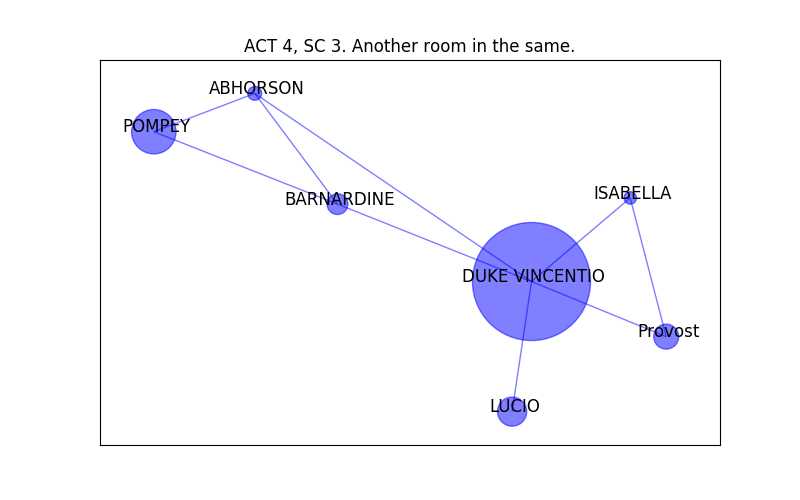 ACT 4, SC 3. Another room in the same.
ABHORSON
POMPEY
ISABELLA
BARNARDINE
DUKE VINCENTIO
Provost
LUCIO